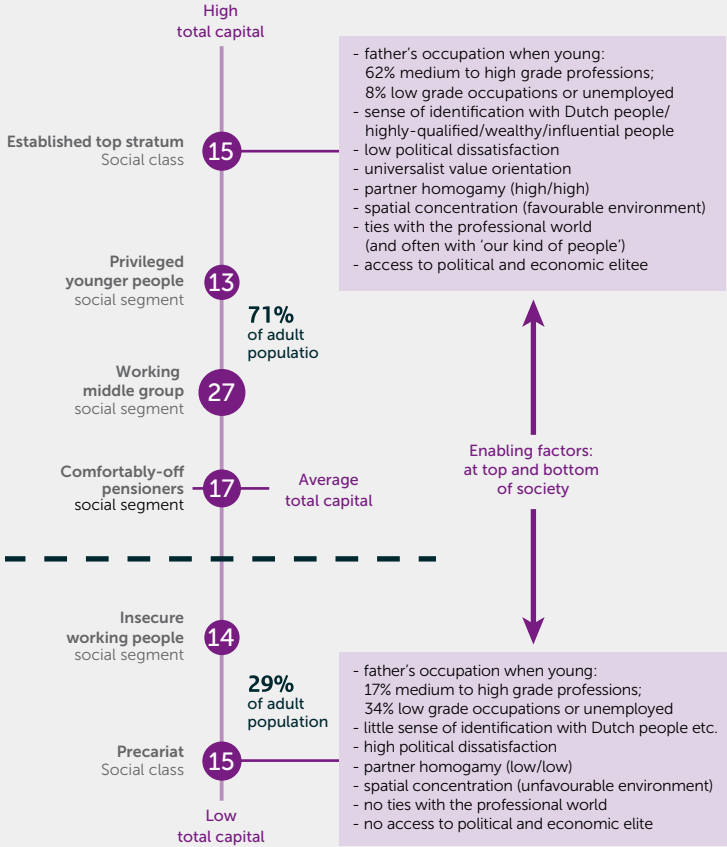 High
total capital
- father’s occupation when young:
62% medium to high grade professions;
8% low grade occupations or unemployed
- sense of identification with Dutch people/
highly-qualified/wealthy/influential people
- low political dissatisfaction
- universalist value orientation
- partner homogamy (high/high)
- spatial concentration (favourable environment)
- ties with the professional world
(and often with ‘our kind of people’)
- access to political and economic elitee
Established top stratum
Social class
15
Privileged
younger people
social segment
13
71%
of adult
populatio
Working
middle group
social segment
27
Enabling factors:
at top and bottom
of society
Comfortably-off
pensioners
social segment
17
Average
total capital
Insecure
working people
social segment
14
29%
of adult
population
Precariat
Social class
15
- father’s occupation when young:
17% medium to high grade professions;
34% low grade occupations or unemployed
- little sense of identification with Dutch people etc.
- high political dissatisfaction
- partner homogamy (low/low)
- spatial concentration (unfavourable environment)
- no ties with the professional world
- no access to political and economic elite
Low
total capital